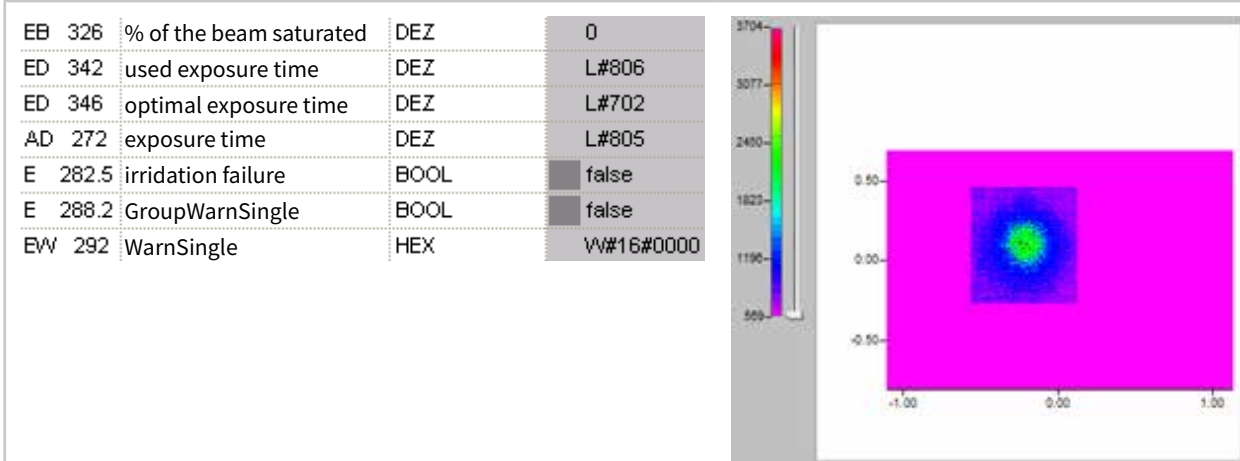 EB 326 % of the beam saturated DEZ 0
ED 342 used exposure time DEZ L#806
ED 346 optimal exposure time DEZ L#702
AD 272 exposure time DEZ L#805
E 282.5 irridation failure BOOL false
E 288.2 GroupWarnSingle BOOL false
EW 292 WarnSingle HEX W#16#0000
3704
3077
2450
1823
1196
569
0.50
0.00
-0.50
-1.00 0.00 1.00